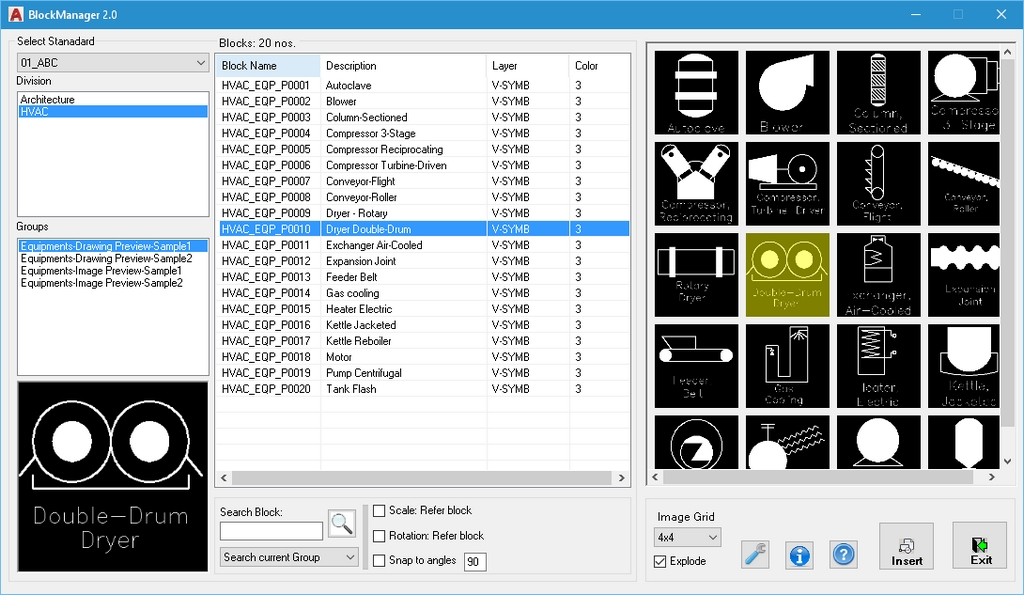 BlockManager 2.0
Select Stanadard
01_ABC
Division
Architecture
HVAC
Groups
Equipments-Drawing Preview-Sample1
Equipments-Drawing Preview-Sample2
Equipments-Image Preview-Sample1
Equipments-Image Preview-Sample2
Double-Drum
Dryer
Blocks: 20 nos.
Block Name Description Layer Color
HVAC_EQP_P0001 Autoclave V-SYMB 3
HVAC_EQP_P0002 Blower V-SYMB 3
HVAC_EQP_P0003 Column-Sectioned V-SYMB 3
HVAC_EQP_P0004 Compressor 3-Stage V-SYMB 3
HVAC_EQP_P0005 Compressor Reciprocating V-SYMB 3
HVAC_EQP_P0006 Compressor Turbine-Driven V-SYMB 3
HVAC_EQP_P0007 Conveyor-Flight V-SYMB 3
HVAC_EQP_P0008 Conveyor-Roller V-SYMB 3
HVAC_EQP_P0009 Dryer - Rotary V-SYMB 3
HVAC_EQP_P0010 Dryer Double-Drum V-SYMB 3
HVAC_EQP_P0011 Exchanger Air-Cooled V-SYMB 3
HVAC_EQP_P0012 Expansion Joint V-SYMB 3
HVAC_EQP_P0013 Feeder Belt V-SYMB 3
HVAC_EQP_P0014 Gas cooling V-SYMB 3
HVAC_EQP_P0015 Heater Electric V-SYMB 3
HVAC_EQP_P0016 Kettle Jacketed V-SYMB 3
HVAC_EQP_P0017 Kettle Reboiler V-SYMB 3
HVAC_EQP_P0018 Motor V-SYMB 3
HVAC_EQP_P0019 Pump Centrifugal V-SYMB 3
HVAC_EQP_P0020 Tank Flash V-SYMB 3
Search Block:
Search current Group
Scale: Refer block
Rotation: Refer block
Snap to angles 90
Autoclave
Blower
Column,
Sectioned
Compressor
3 Stage
Compressor,
Reciprocating
Compressor,
Turbine Driver
Conveyor,
Flight
Conveyor,
Roller
Rotary
Dryer
Double-Drum
Dryer
Exchanger,
Air-Cooled
Expansion
Joint
Feeder
Belt
Gas
Cooling
Heater,
Electric
Kettle,
Jacketed
Image Grid
4x4
Explode
Insert
Exit